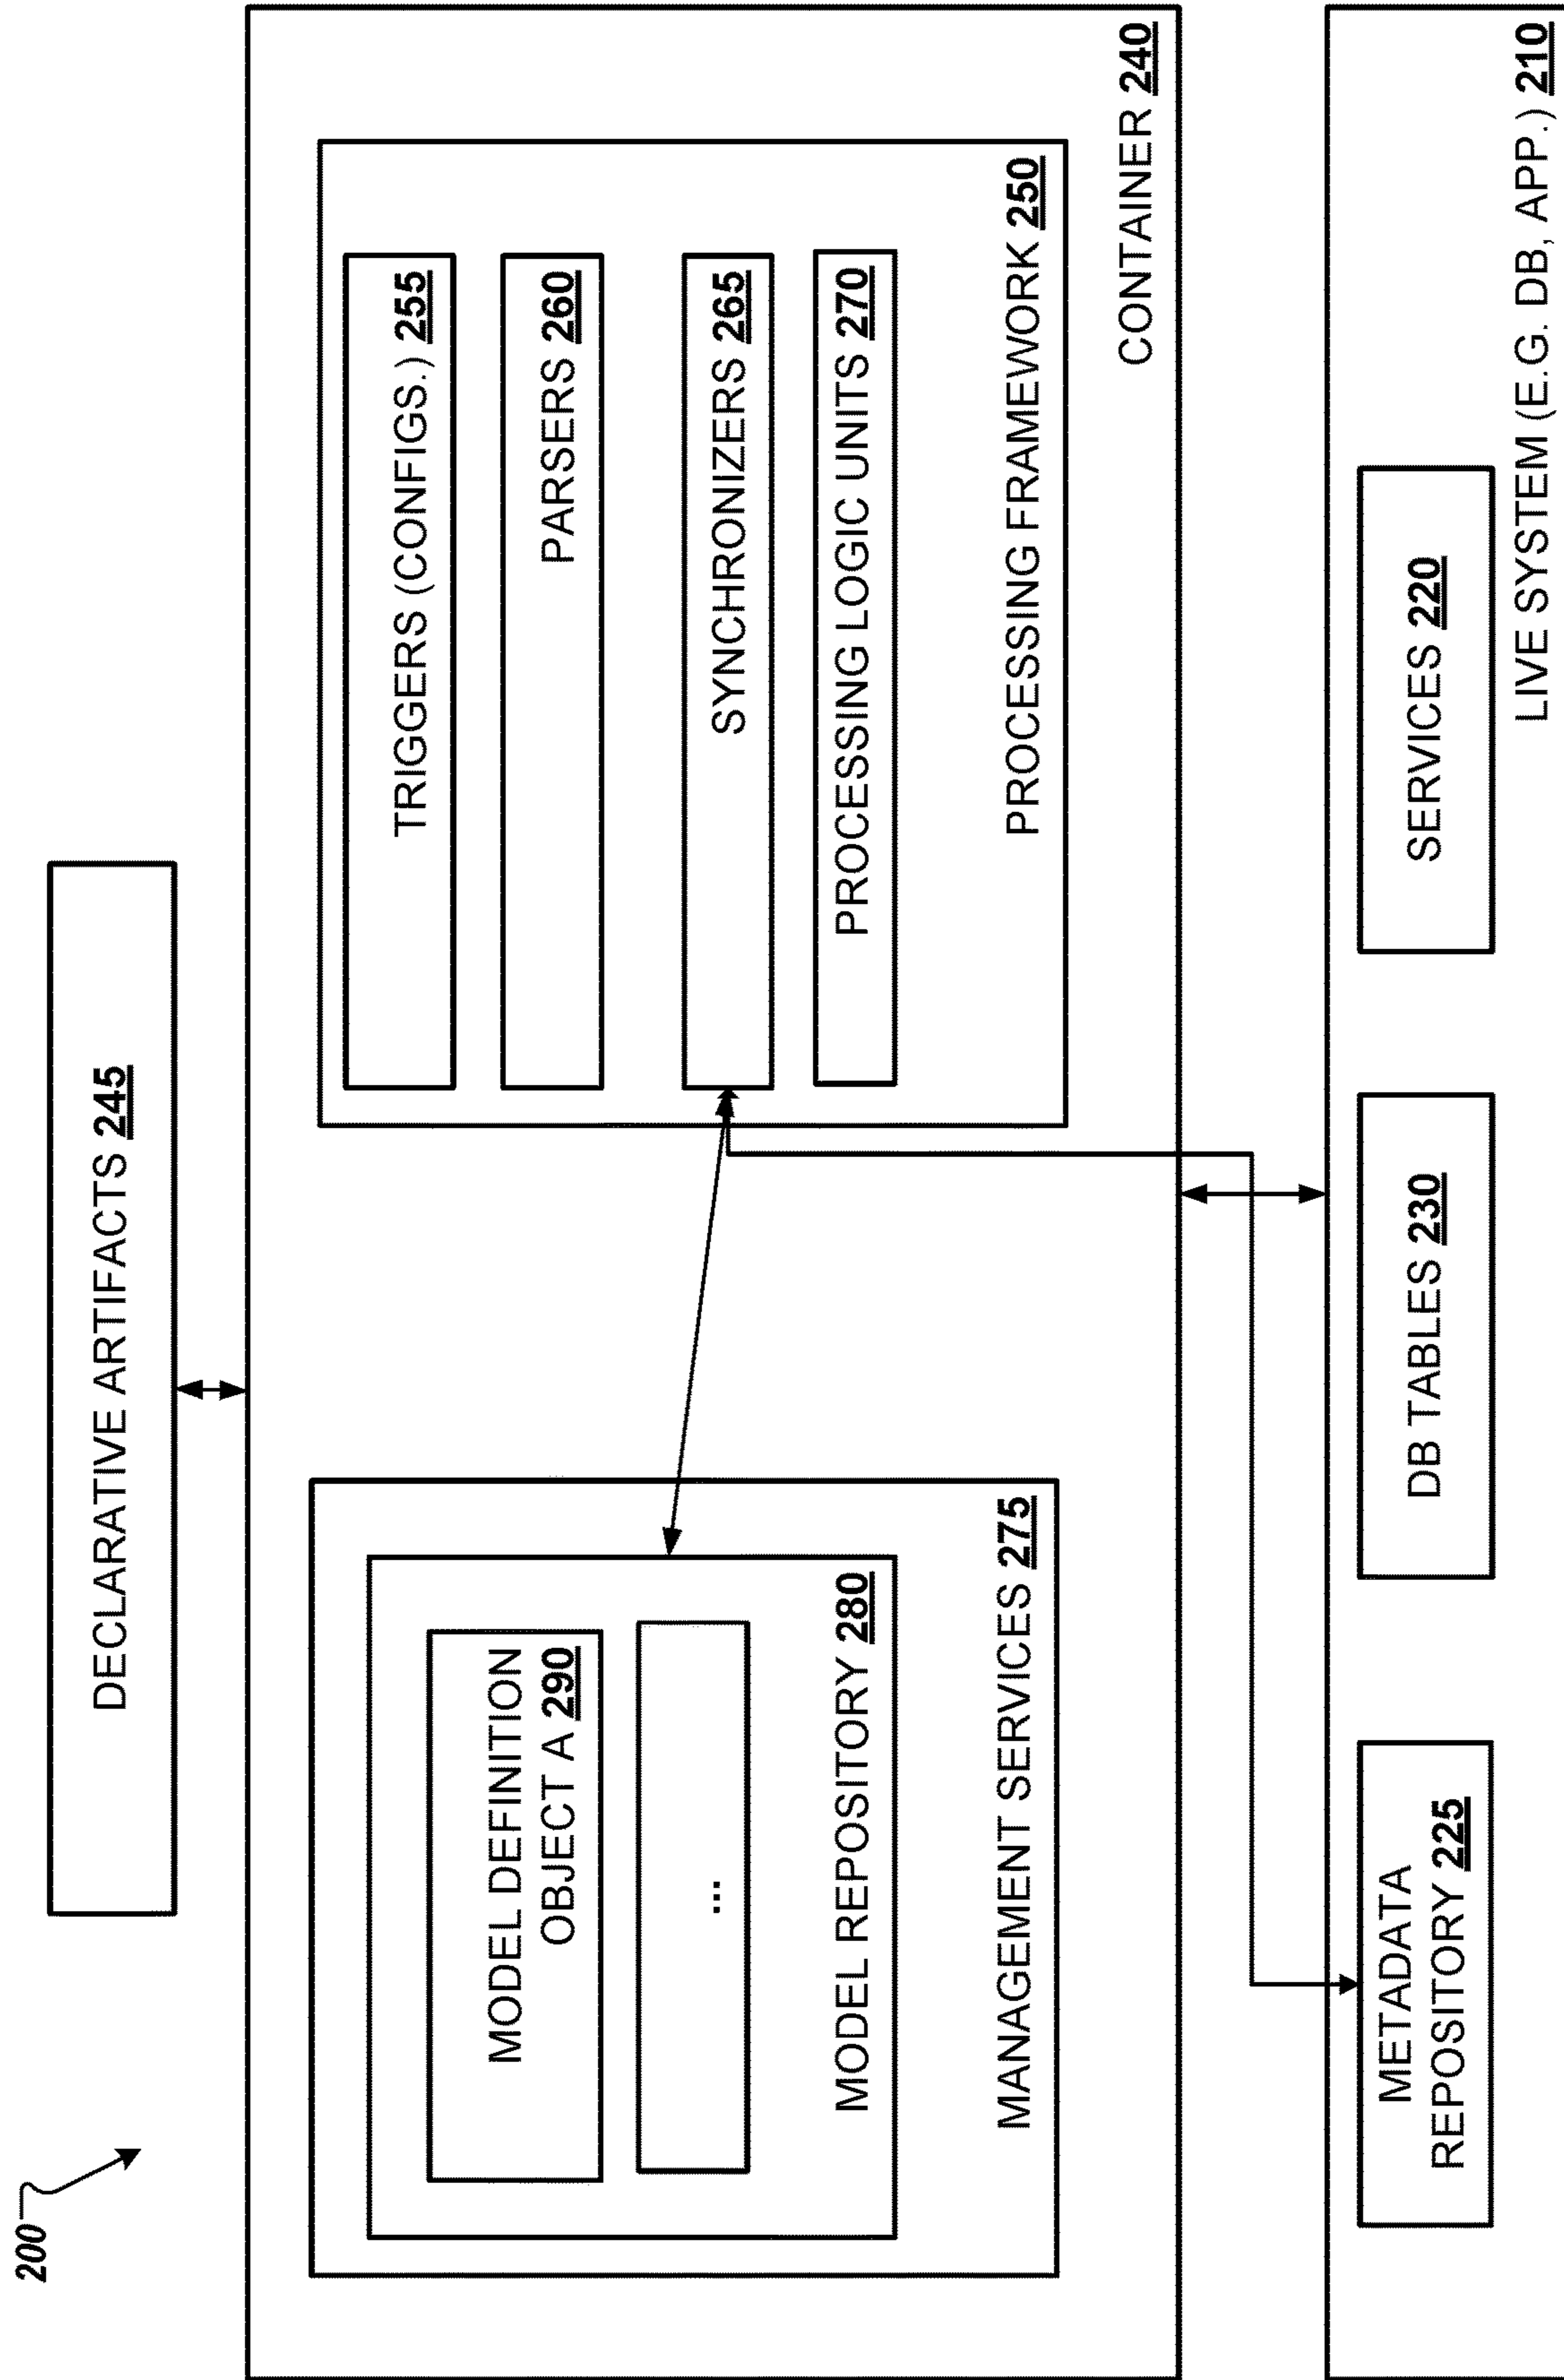 200
DECLARATIVE ARTIFACTS 245
MODEL DEFINITION
OBJECT A 290
...
MODEL REPOSITORY 280
MANAGEMENT SERVICES 275
TRIGGERS (CONFIGS.) 255
PARSERS 260
SYNCHRONIZERS 265
PROCESSING LOGIC UNITS 270
PROCESSING FRAMEWORK 250
CONTAINER 240
METADATA
REPOSITORY 225
DB TABLES 230
SERVICES 220
LIVE SYSTEM (E.G. DB, APP.) 210